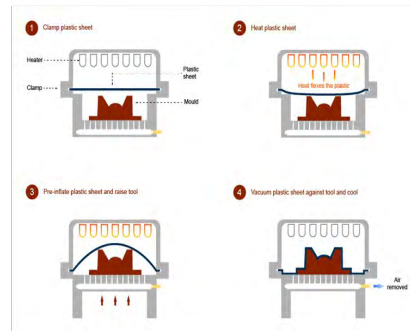 1 Clamp plastic sheet
Heater
Clamp
Plastic
sheet
Mould
2 Heat plastic sheet
Heat flexes the plastic
3 Pre-inflate plastic sheet and raise tool
4 Vacuum plastic sheet against tool and cool
Air
removed